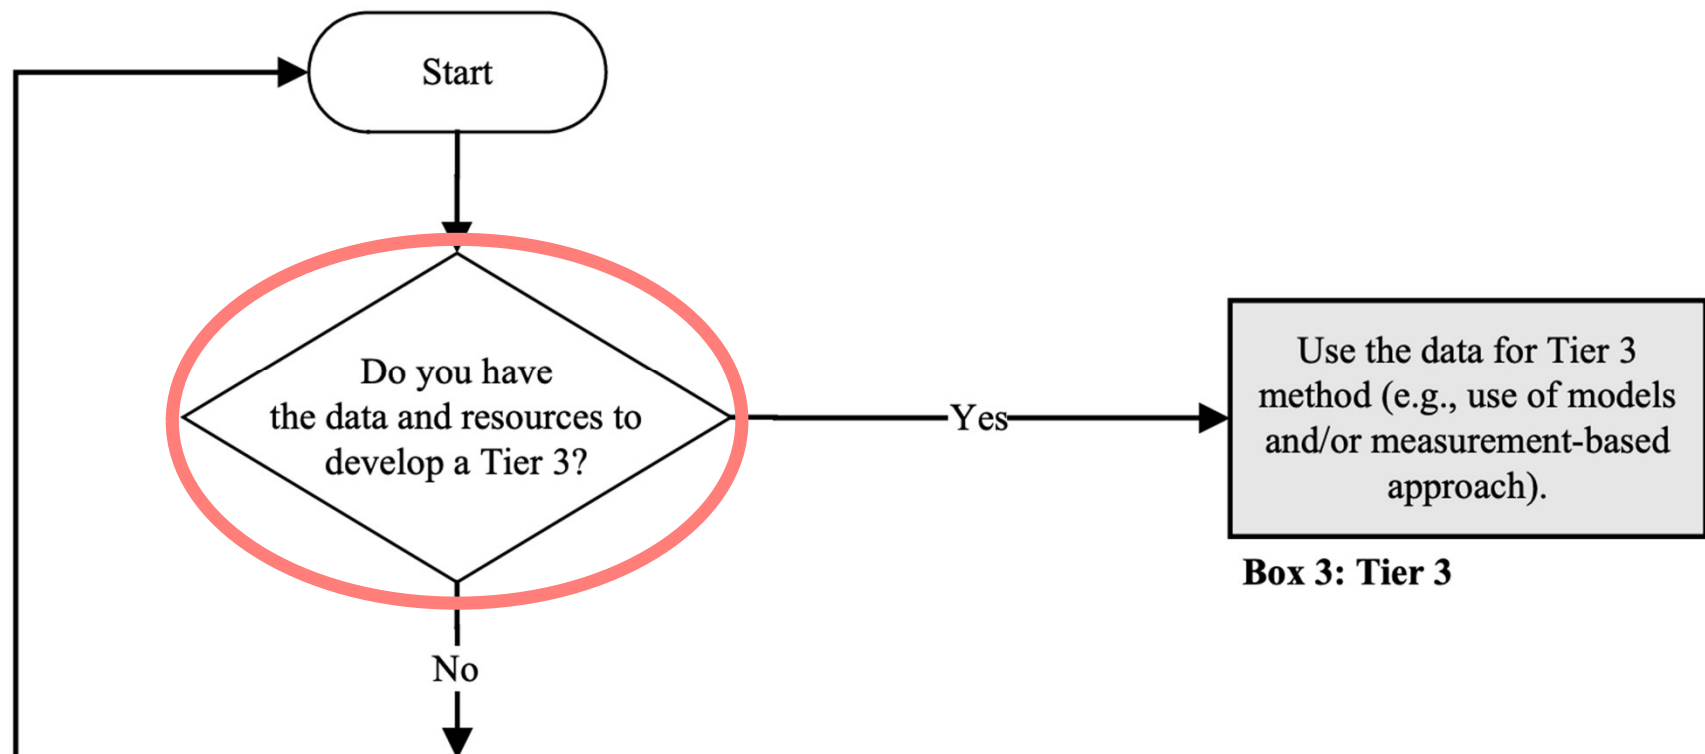 Start
Do you have
the data and resources to
develop a Tier 3?
Yes
Use the data for Tier 3
method (e.g., use of models
and/or measurement-based
approach).
Box 3: Tier 3
No